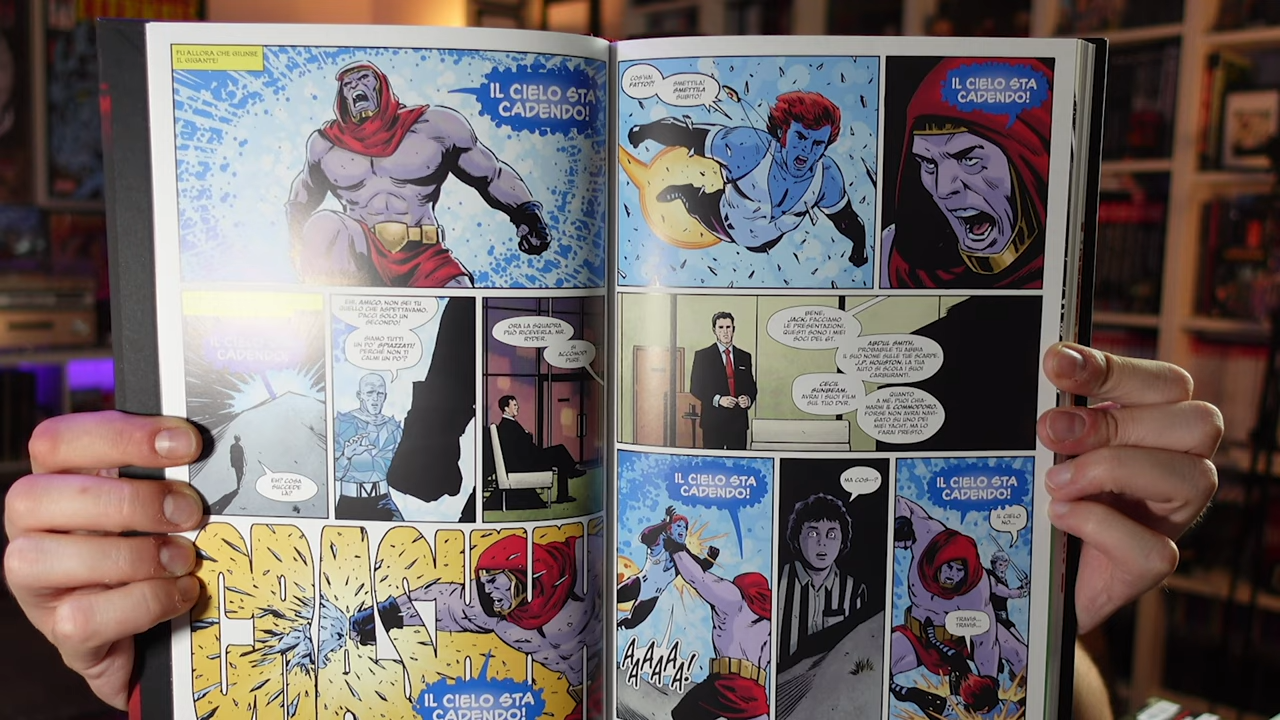 FU ALLORA CHE GIUNSE
IL GIGANTE!
IL CIELO STA
CADENDO!
IL CIELO STA
CADENDO!
EHI? COSA
SUCCEDE
LÀ?
EHI, AMICO, NON SEI TU
QUELLO CHE ASPETTAVAMO.
DACCI SOLO UN
SECONDO!
SIAMO TUTTI
UN PO' SPIAZZATI!
PERCHÉ NON TI
CALMI UN PO'?
ORA LA SQUADRA
PUÒ RICEVERLA, MR.
RYDER.
SI
ACCOMODI
PURE.
IL CIELO STA
CADENDO!
COS'HAI
FATTO?!
SMETTILA!
SMETTILA
SUBITO!
IL CIELO STA
CADENDO!
BENE,
JACK, FACCIAMO
LE PRESENTAZIONI.
QUESTI SONO I MIEI
SOCI DEL GT.
ABDUL SMITH,
PROBABILE TU ABBIA
IL SUO NOME SULLE TUE SCARPE.
J.P. HOUSTON. LA TUA
AUTO SI SCOLA I SUOI
CARBURANTI.
CECIL
SUNBEAM,
AVRAI I SUOI FILM
SUL TUO DVR.
QUANTO
A ME, PUOI CHIA-
MARMI IL COMMODORO.
FORSE NON AVRAI NAVI-
GATO SU UNO DEI
MIEI YACHT, MA LO
FARAI PRESTO.
IL CIELO STA
CADENDO!
AAAAA
AAAAA!
MA COS--?
IL CIELO STA
CADENDO!
IL CIELO
NO...
TRAVIS...
TRAVIS...